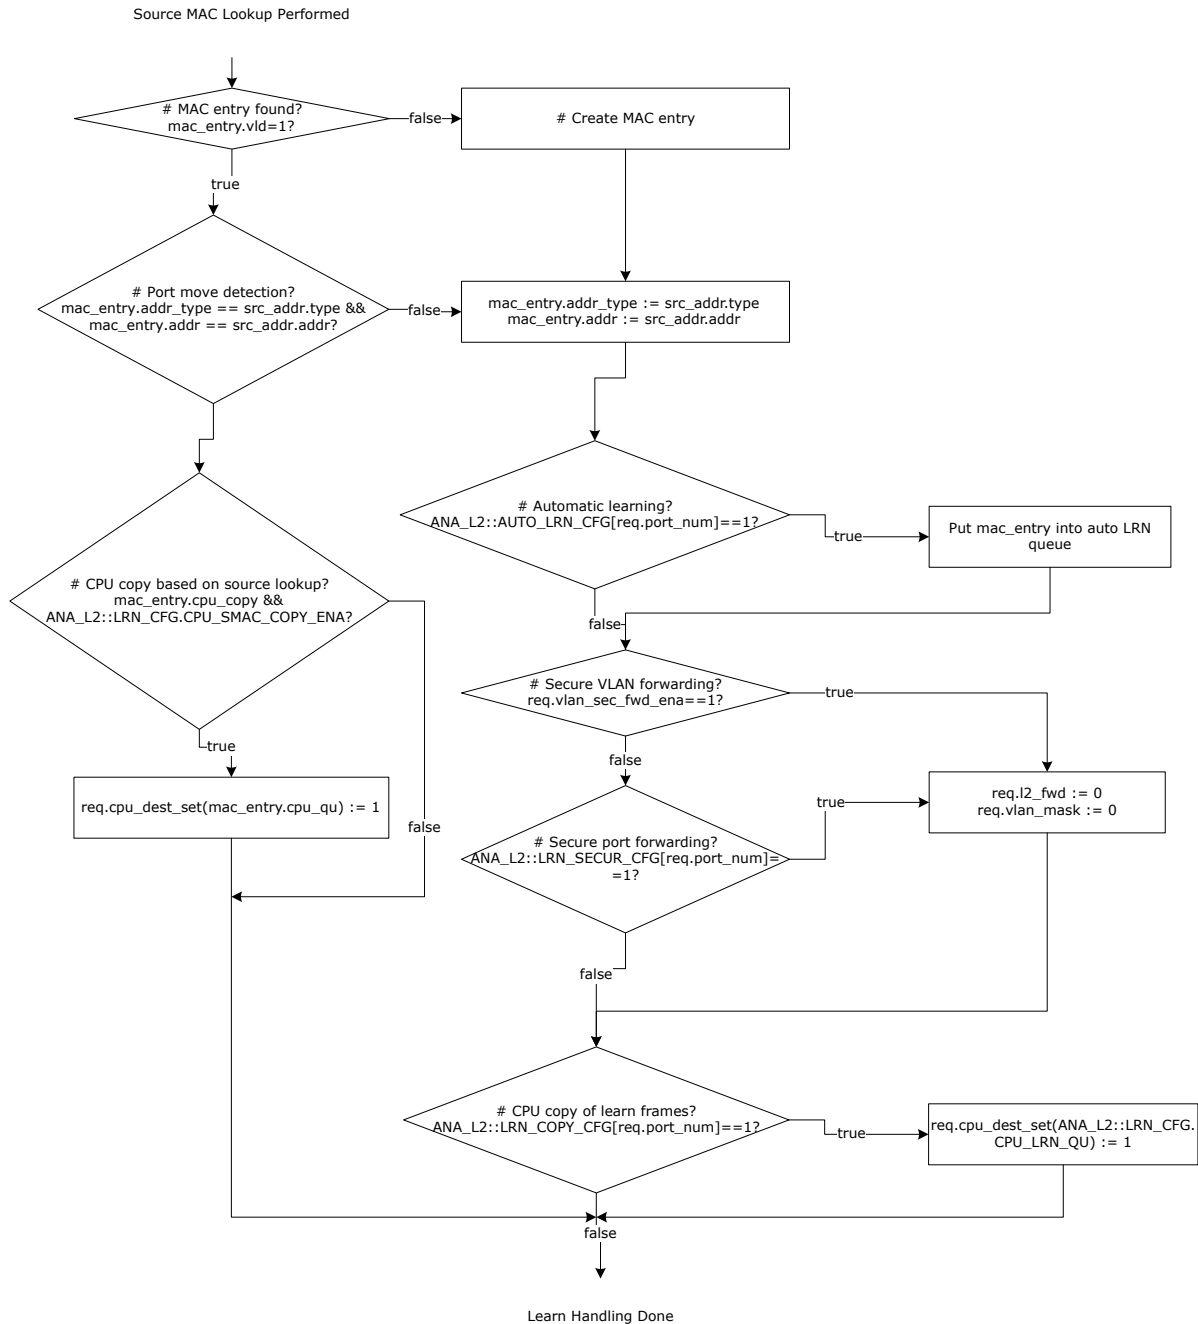 Source MAC Lookup Performed
# MAC entry found?
mac_entry.vld=1?
false
# Create MAC entry
true
# Port move detection?
mac_entry.addr_type == src_addr.type &&
mac_entry.addr == src_addr.addr?
false
mac_entry.addr_type := src_addr.type
mac_entry.addr := src_addr.addr
# Automatic learning?
ANA_L2::AUTO_LRN_CFG[req.port_num]==1?
true
Put mac_entry into auto LRN
queue
# CPU copy based on source lookup?
mac_entry.cpu_copy &&
ANA_L2::LRN_CFG.CPU_SMAC_COPY_ENA?
false
# Secure VLAN forwarding?
req.vlan_sec_fwd_ena==1?
true
true
false
req.cpu_dest_set(mac_entry.cpu_qu) := 1
false
true
req.l2_fwd := 0
req.vlan_mask := 0
# Secure port forwarding?
ANA_L2::LRN_SECUR_CFG[req.port_num]=
=1?
false
# CPU copy of learn frames?
ANA_L2::LRN_COPY_CFG[req.port_num]==1?
true
req.cpu_dest_set(ANA_L2::LRN_CFG.
CPU_LRN_QU) := 1
false
Learn Handling Done